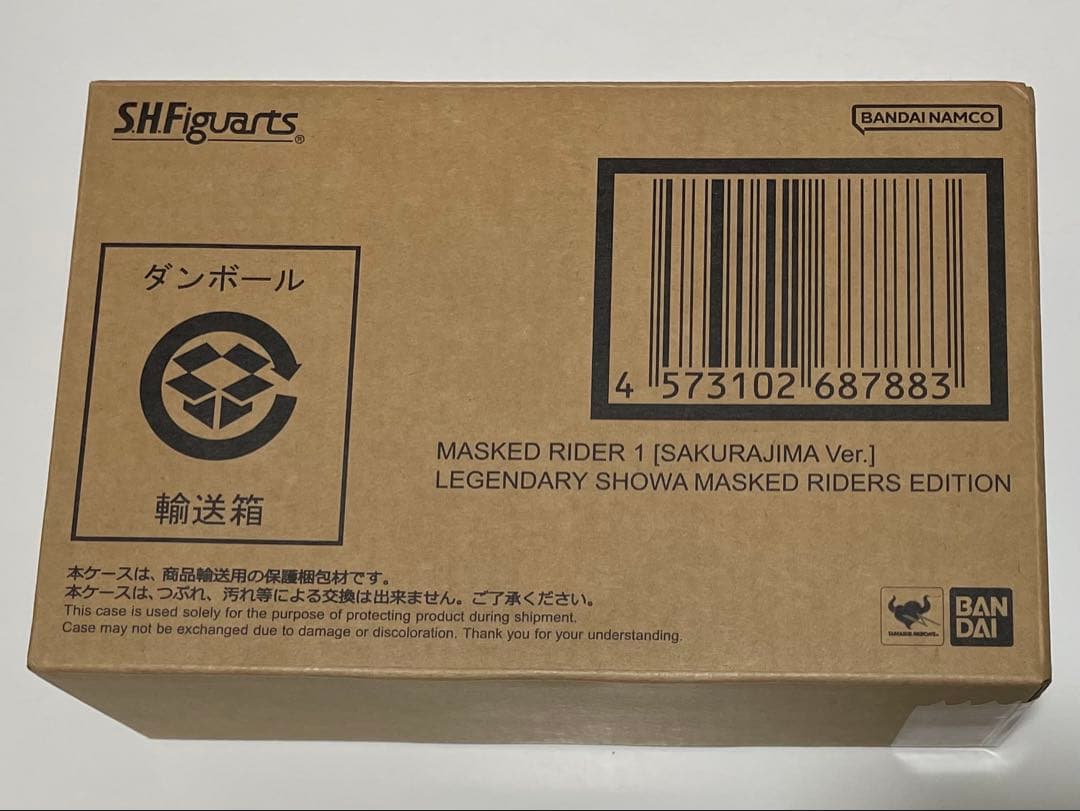 S.H.Figuarts®
BANDAI NAMCO
4 573102 687883
ダンボール
輸送箱
MASKED RIDER 1 [SAKURAJIMA Ver.]
LEGENDARY SHOWA MASKED RIDERS EDITION
本ケースは、商品輸送用の保護梱包材です。
本ケースは、つぶれ、汚れ等による交換は出来ません。ご了承ください。
This case is used solely for the purpose of protecting product during shipment.
Case may not be exchanged due to damage or discoloration. Thank you for your understanding.
TAMASHII NATIONS
BAN
DAI